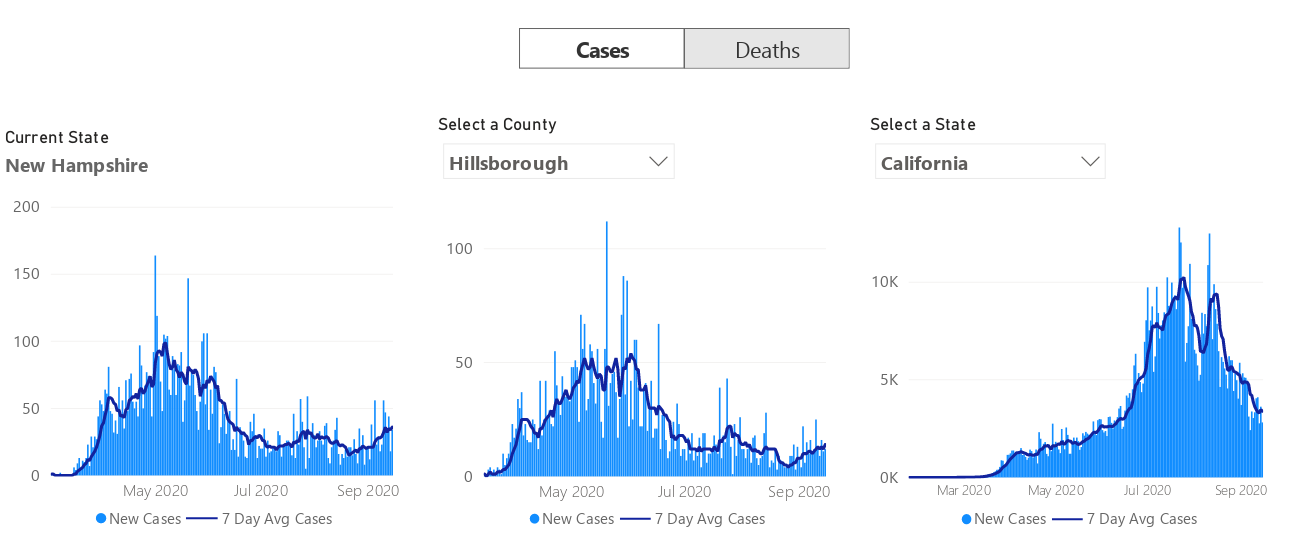 Cases Deaths
Current State
New Hampshire
200
150
100
50
0
May 2020 Jul 2020 Sep 2020
New Cases 7 Day Avg Cases
Select a County
Hillsborough
100
50
0
May 2020 Jul 2020 Sep 2020
New Cases 7 Day Avg Cases
Select a State
California
10K
5K
0K
Mar 2020 May 2020 Jul 2020 Sep 2020
New Cases 7 Day Avg Cases